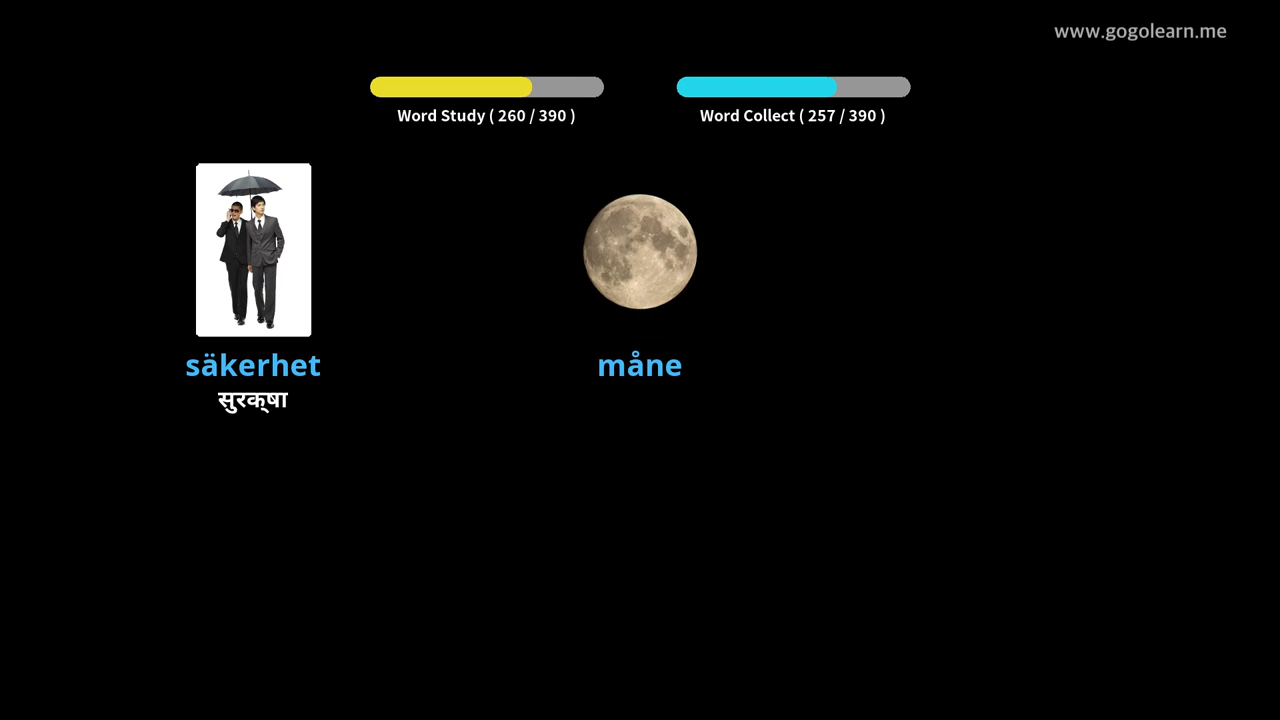 www.gogolearn.me
Word Study ( 260 / 390 )
Word Collect ( 257 / 390 )
säkerhet
सुरक्षा
måne